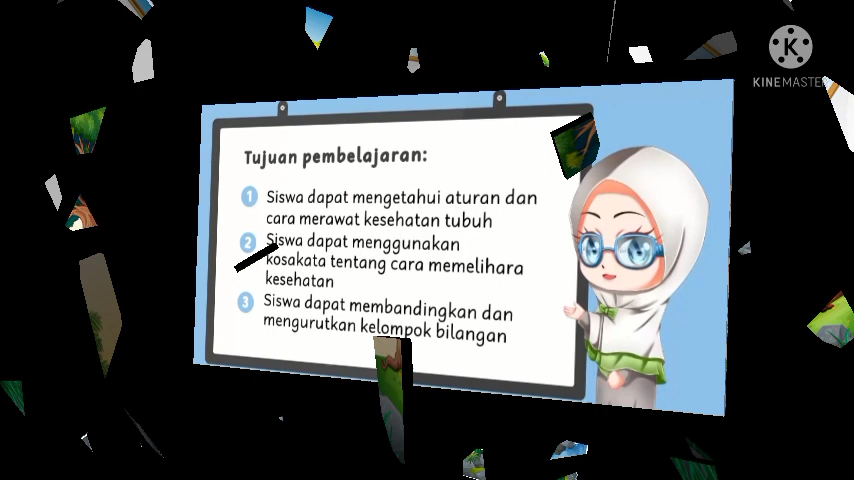 KINEMASTER
Tujuan pembelajaran:
1 Siswa dapat mengetahui aturan dan
cara merawat kesehatan tubuh
2 Siswa dapat menggunakan
kosakata tentang cara memelihara
kesehatan
3 Siswa dapat membandingkan dan
mengurutkan kelompok bilangan